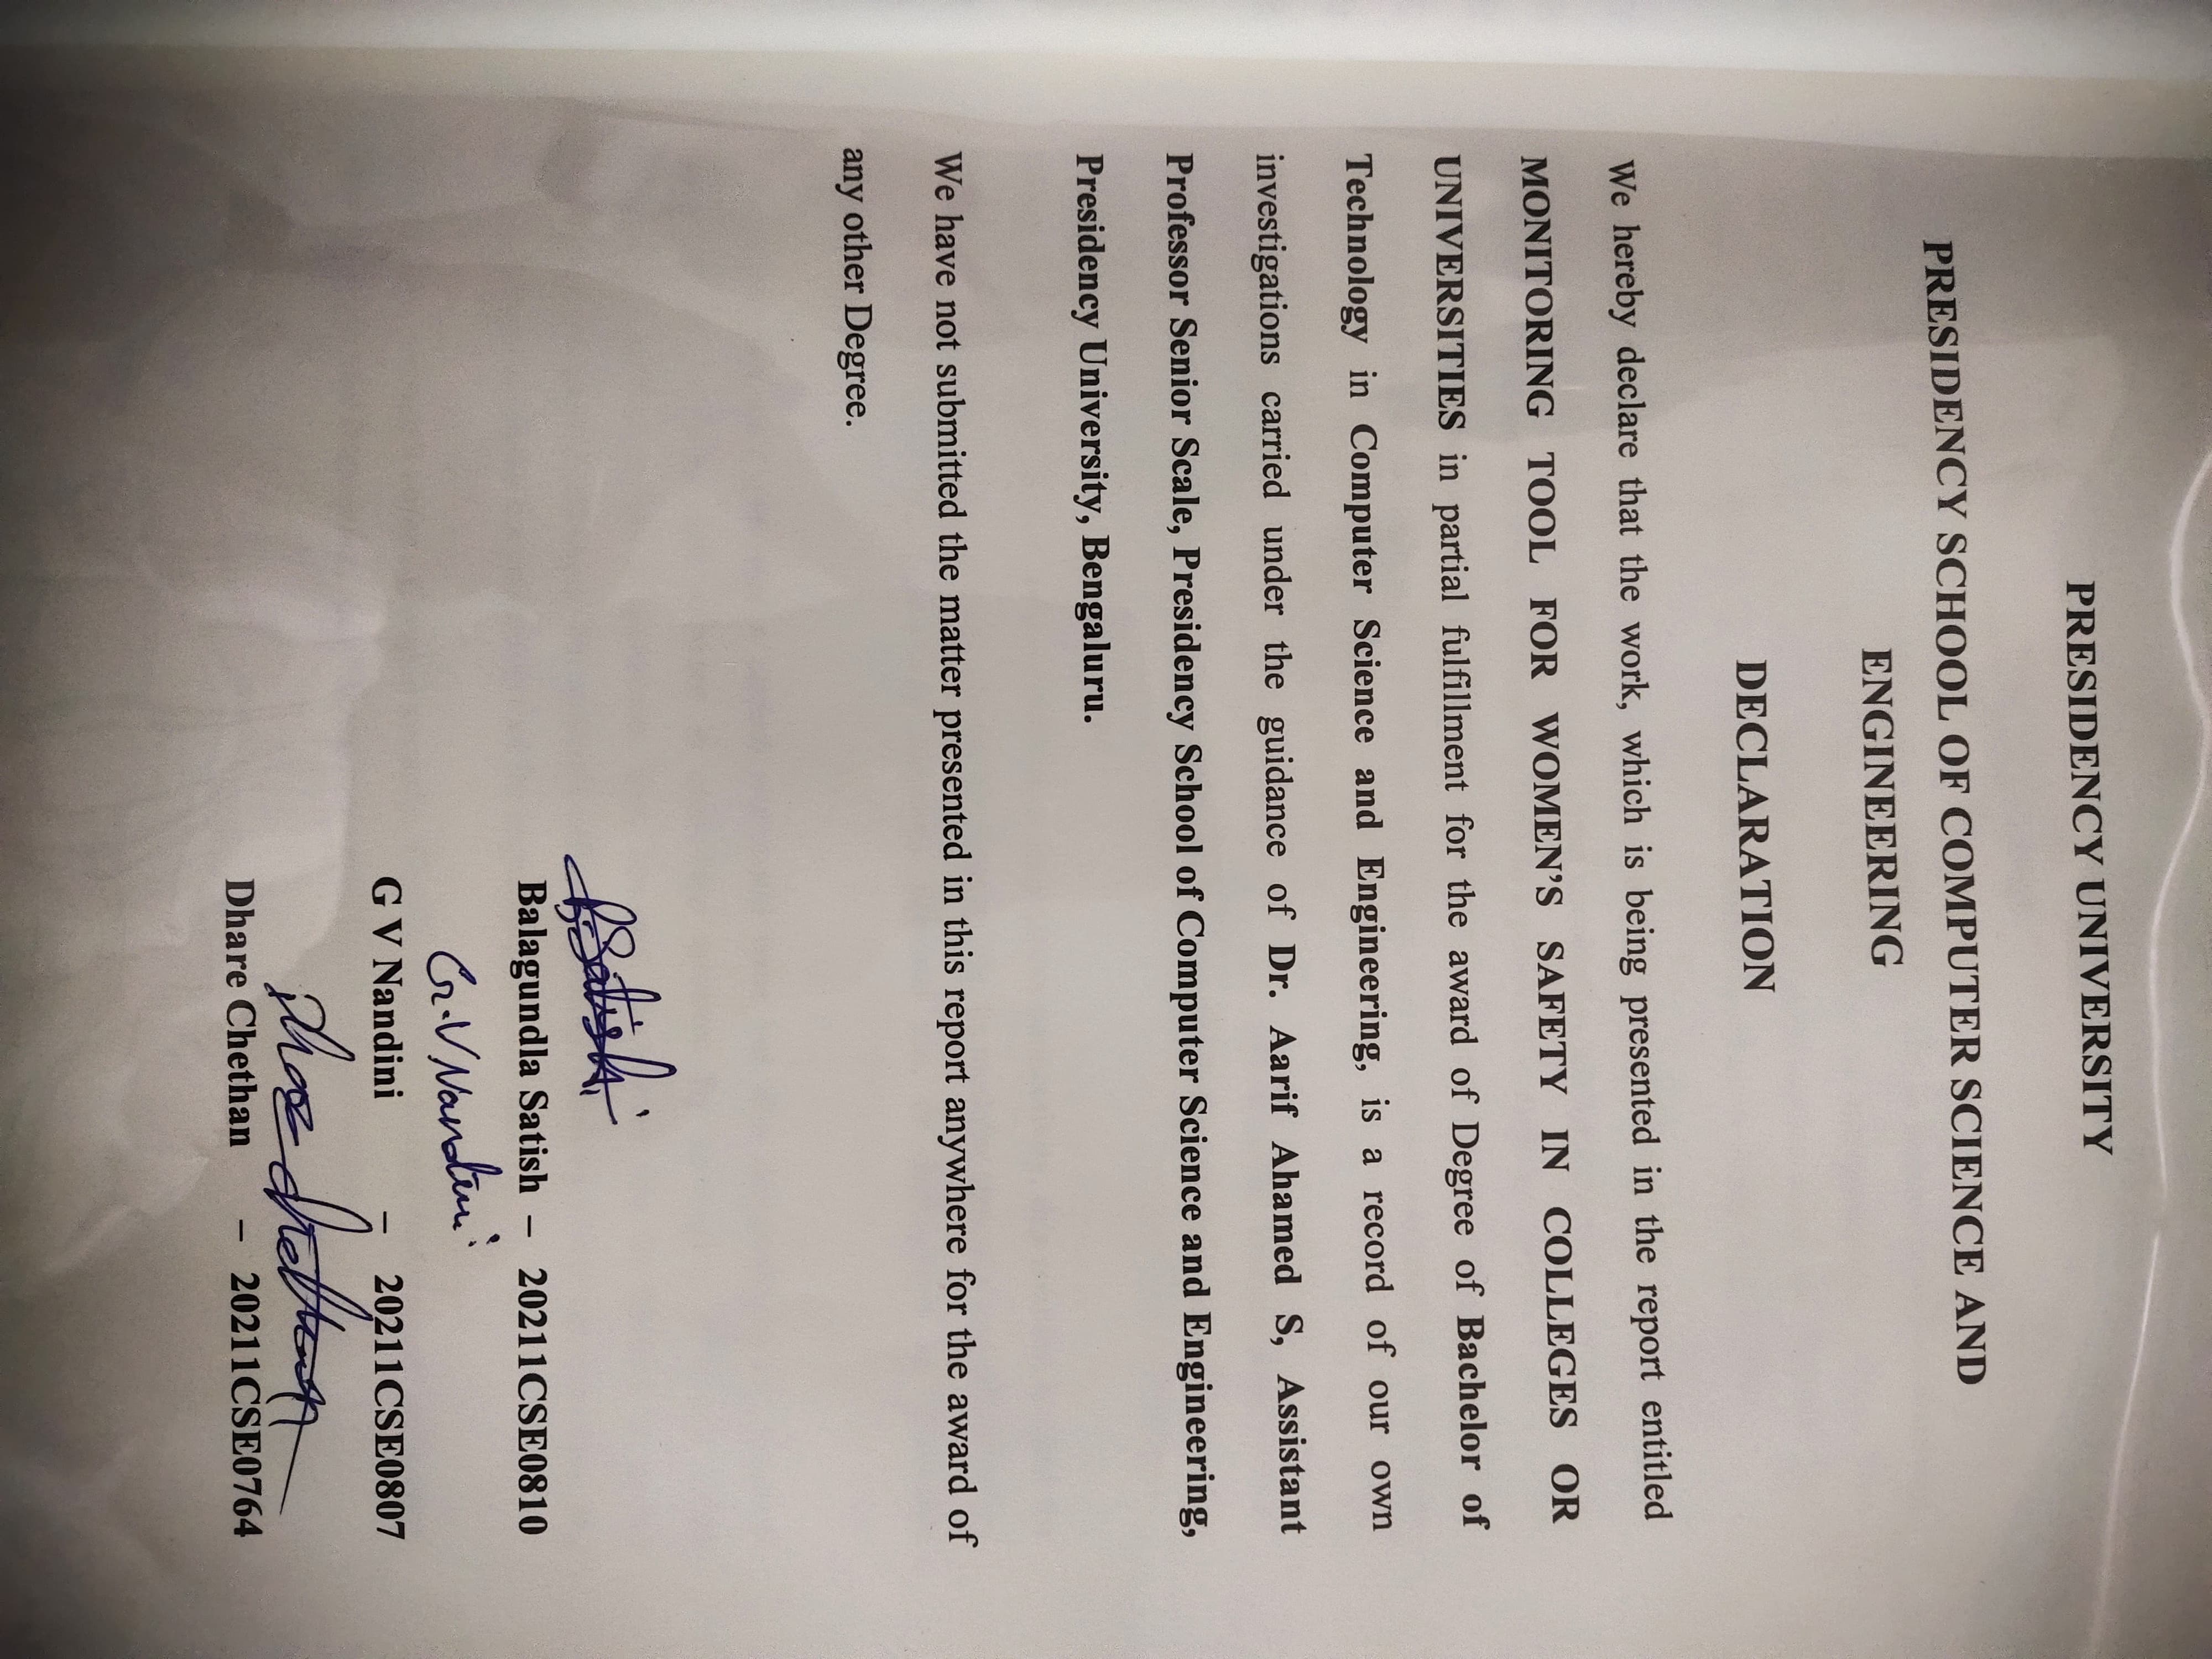 PRESIDENCY UNIVERSITY
PRESIDENCY SCHOOL OF COMPUTER SCIENCE AND
ENGINEERING
DECLARATION
We hereby declare that the work, which is being presented in the report entitled
MONITORING TOOL FOR WOMEN'S SAFETY IN COLLEGES OR
UNIVERSITIES in partial fulfillment for the award of Degree of Bachelor of
Technology in Computer Science and Engineering, is a record of our own
investigations carried under the guidance of Dr. Aarif Ahamed S, Assistant
Professor Senior Scale, Presidency School of Computer Science and Engineering,
Presidency University, Bengaluru.
We have not submitted the matter presented in this report anywhere for the award of
any other Degree.
B.Satish
Balagundla Satish – 20211CSE0810
G.V Nandini
G V Nandini – 20211CSE0807
Dhare Chethan
Dhare Chethan – 20211CSE0764